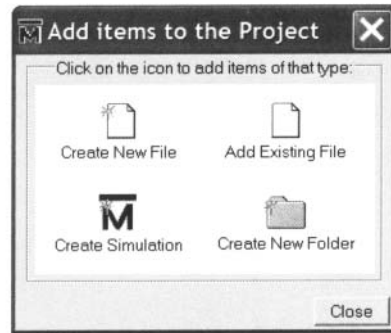 Add items to the Project
Click on the icon to add items of that type:
Create New File
Add Existing File
Create Simulation
Create New Folder
Close